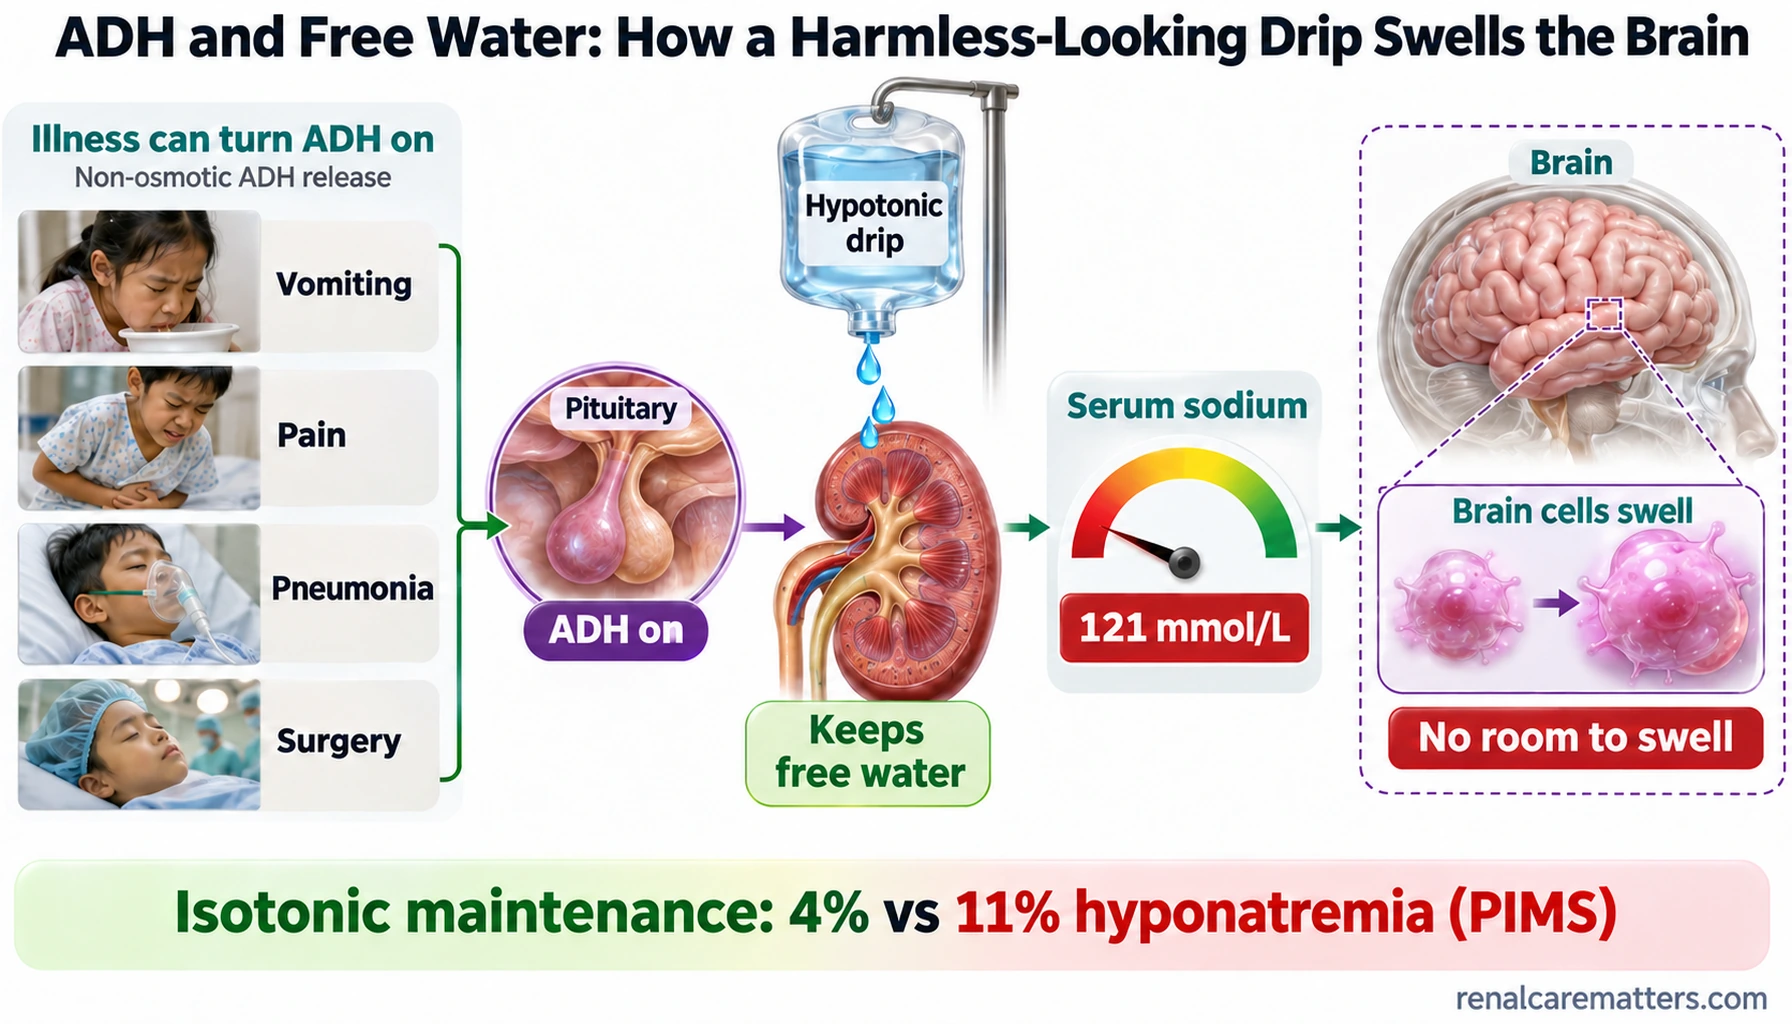 ADH and Free Water: How a Harmless-Looking Drip Swells the Brain
Illness can turn ADH on
Non-osmotic ADH release
Vomiting
Pain
Pneumonia
Surgery
Pituitary
ADH on
Hypotonic
drip
Keeps
free water
Serum sodium
121 mmol/L
Brain
Brain cells swell
No room to swell
Isotonic maintenance: 4% vs 11% hyponatremia (PIMS)
renalcarematters.com